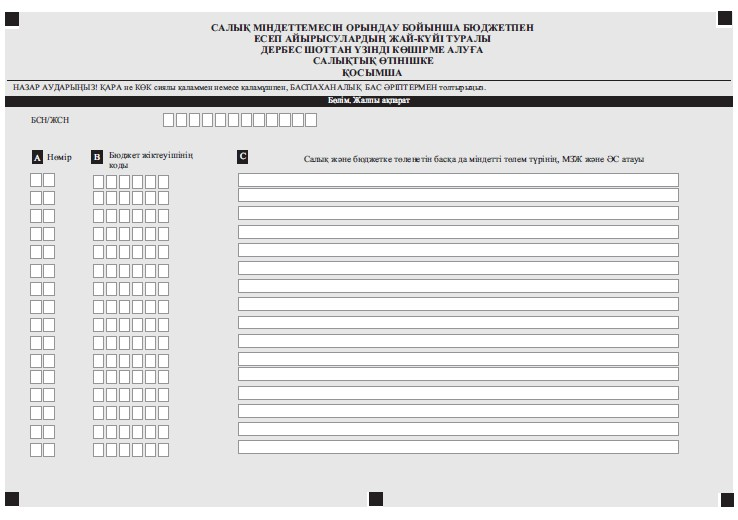 САЛЫҚ МІНДЕТТЕМЕСІН ОРЫНДАУ БОЙЫНША БЮДЖЕТПЕН
ЕСЕП АЙЫРЫСУЛАРДЫҢ ЖАЙ-КҮЙІ ТУРАЛЫ
ДЕРБЕС ШОТТАН ҮЗІНДІ КӨШІРМЕ АЛУҒА
САЛЫҚТЫҚ ӨТІНІШКЕ
ҚОСЫМША
НАЗАР АУДАРЫҢЫЗ! ҚАРА не КӨК сиялы қаламмен немесе қаламұшпен, БАСПАХАНАЛЫҚ БАС ӘРІПТЕРМЕН толтырыңыз.
Бөлім. Жалпы ақпарат
БСН/ЖСН
A Нөмір B Бюджет жіктеуішінің C Салық және бюджетке төленетін басқа да міндетті төлем түрінің, МЗЖ және ӘС атауы
коды